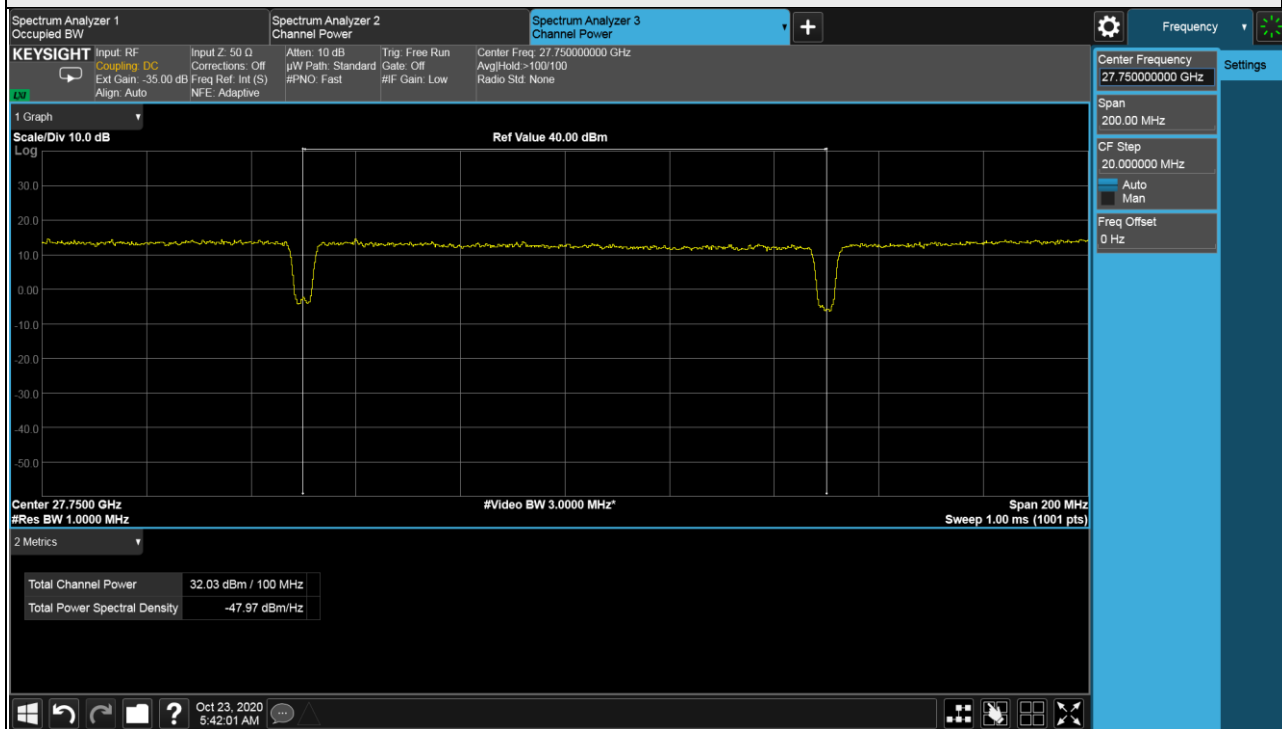 Spectrum Analyzer 1
Occupied BW
Spectrum Analyzer 2
Channel Power
Spectrum Analyzer 3
Channel Power
Frequency
KEYSIGHT
Input: RF
Coupling: DC
Ext Gain: -35.00 dB
Align: Auto
Input Z: 50 Ω
Corrections: Off
Freq Ref: Int (S)
NFE: Adaptive
Atten: 10 dB
µW Path: Standard
#PNO: Fast
Trig: Free Run
Gate: Off
#IF Gain: Low
Center Freq: 27.750000000 GHz
Avg|Hold:>100/100
Radio Std: None
LXI
Center Frequency
27.750000000 GHz
Settings
Span
200.00 MHz
CF Step
20.000000 MHz
Auto
Man
Freq Offset
0 Hz
1 Graph
Scale/Div 10.0 dB
Ref Value 40.00 dBm
Log
30.0
20.0
10.0
0.00
-10.0
-20.0
-30.0
-40.0
-50.0
Center 27.7500 GHz
#Video BW 3.0000 MHz*
Span 200 MHz
#Res BW 1.0000 MHz
Sweep 1.00 ms (1001 pts)
2 Metrics
Total Channel Power 32.03 dBm / 100 MHz
Total Power Spectral Density -47.97 dBm/Hz
?
Oct 23, 2020
5:42:01 AM